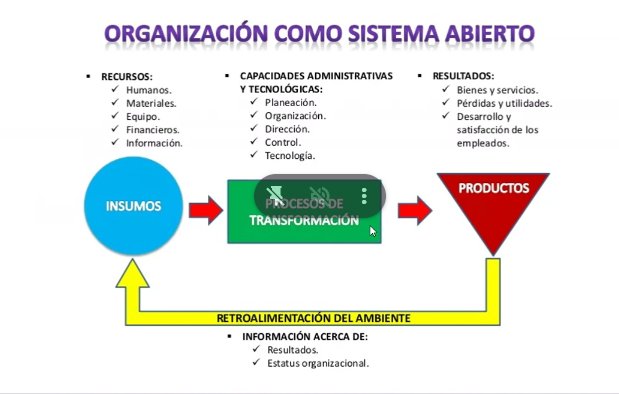 ORGANIZACIÓN COMO SISTEMA ABIERTO
▪ RECURSOS:
✓ Humanos.
✓ Materiales.
✓ Equipo.
✓ Financieros.
✓ Información.
▪ CAPACIDADES ADMINISTRATIVAS
Y TECNOLÓGICAS:
✓ Planeación.
✓ Organización.
✓ Dirección.
✓ Control.
✓ Tecnología.
▪ RESULTADOS:
✓ Bienes y servicios.
✓ Pérdidas y utilidades.
✓ Desarrollo y
satisfacción de los
empleados.
INSUMOS
PROCESOS DE
TRANSFORMACIÓN
PRODUCTOS
RETROALIMENTACIÓN DEL AMBIENTE
▪ INFORMACIÓN ACERCA DE:
✓ Resultados.
✓ Estatus organizacional.